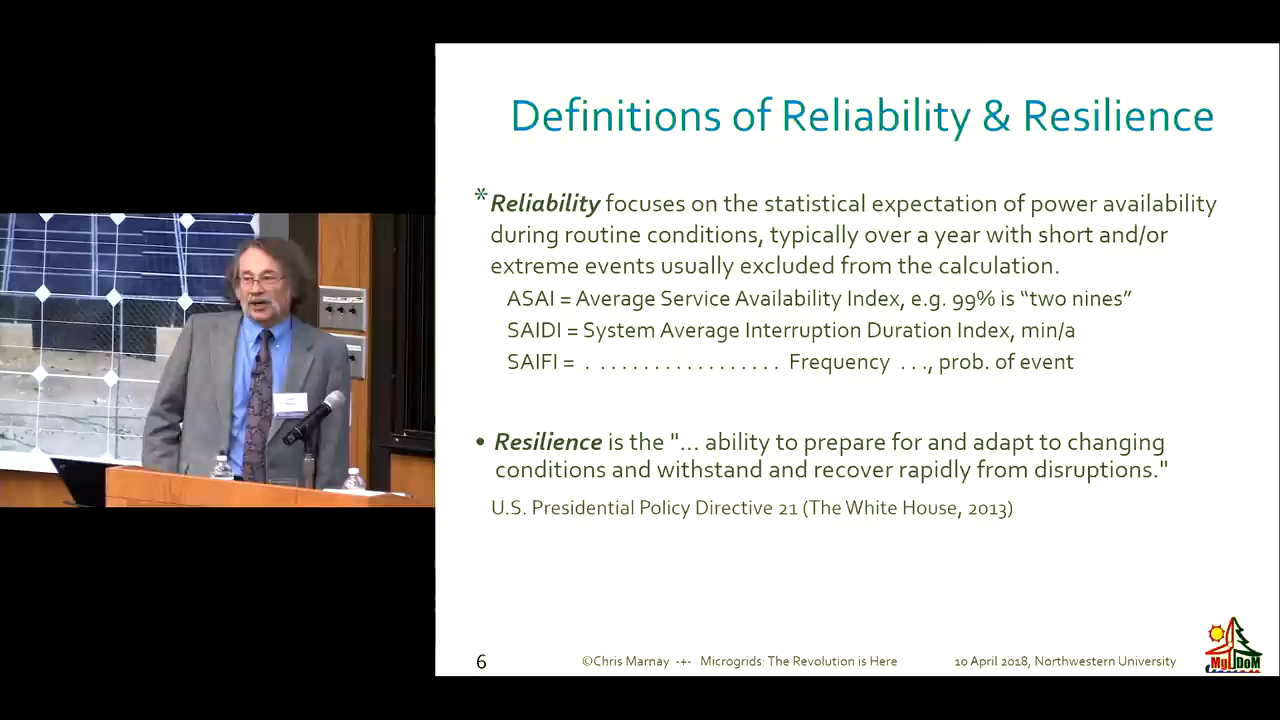 Definitions of Reliability & Resilience
* Reliability focuses on the statistical expectation of power availability
during routine conditions, typically over a year with short and/or
extreme events usually excluded from the calculation.
ASAI = Average Service Availability Index, e.g. 99% is “two nines”
SAIDI = System Average Interruption Duration Index, min/a
SAIFI = . . . . . . . . . . . . . . . . . Frequency . . ., prob. of event
• Resilience is the "... ability to prepare for and adapt to changing
conditions and withstand and recover rapidly from disruptions."
U.S. Presidential Policy Directive 21 (The White House, 2013)
6 ©Chris Marnay -+- Microgrids: The Revolution is Here 10 April 2018, Northwestern University
MgDoM